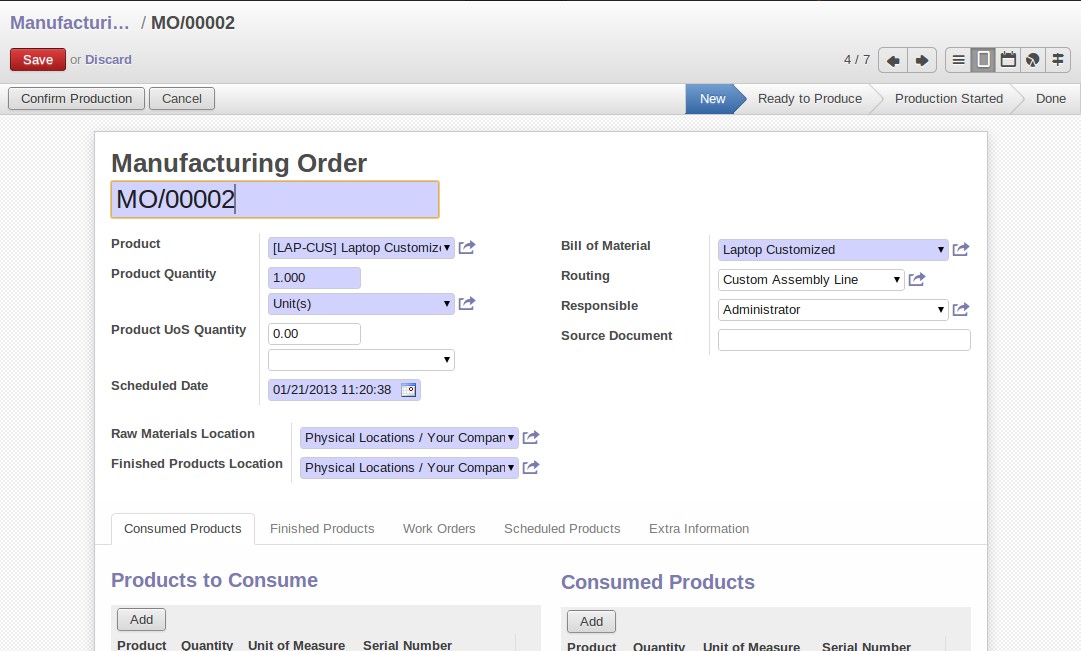 Manufacturi... / MO/00002
Save or Discard
4 / 7
Confirm Production Cancel
New Ready to Produce Production Started Done
Manufacturing Order
MO/00002
Product [LAP-CUS] Laptop Customize
Product Quantity 1.000
Unit(s)
Product UoS Quantity 0.00
Scheduled Date 01/21/2013 11:20:38
Bill of Material Laptop Customized
Routing Custom Assembly Line
Responsible Administrator
Source Document
Raw Materials Location Physical Locations / Your Compan
Finished Products Location Physical Locations / Your Compan
Consumed Products Finished Products Work Orders Scheduled Products Extra Information
Products to Consume
Add
Product Quantity Unit of Measure Serial Number
Consumed Products
Add
Product Quantity Unit of Measure Serial Number